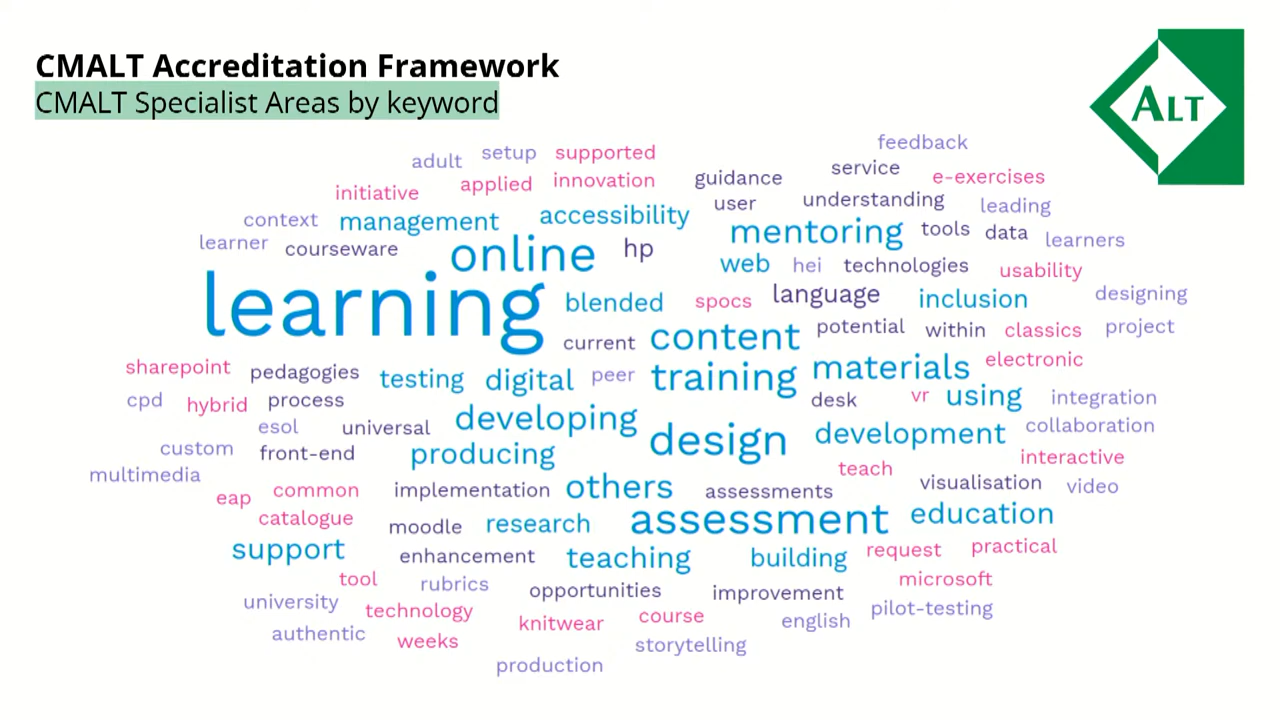 CMALT Accreditation Framework
CMALT Specialist Areas by keyword
ALT
feedback
adult setup supported
guidance service
initiative applied innovation e-exercises
user understanding leading
context management accessibility
mentoring tools data learners
learner courseware online hp
web hei technologies usability
learning blended spocs language inclusion designing
current content potential within classics project
sharepoint pedagogies testing digital peer training materials electronic
cpd hybrid process desk vr using integration
esol universal developing design development collaboration
custom front-end producing teach interactive
multimedia visualisation video
eap common implementation others assessments
catalogue moodle research assessment education
support enhancement teaching building request practical
tool rubrics opportunities improvement microsoft
university technology knitwear course english pilot-testing
authentic weeks storytelling
production